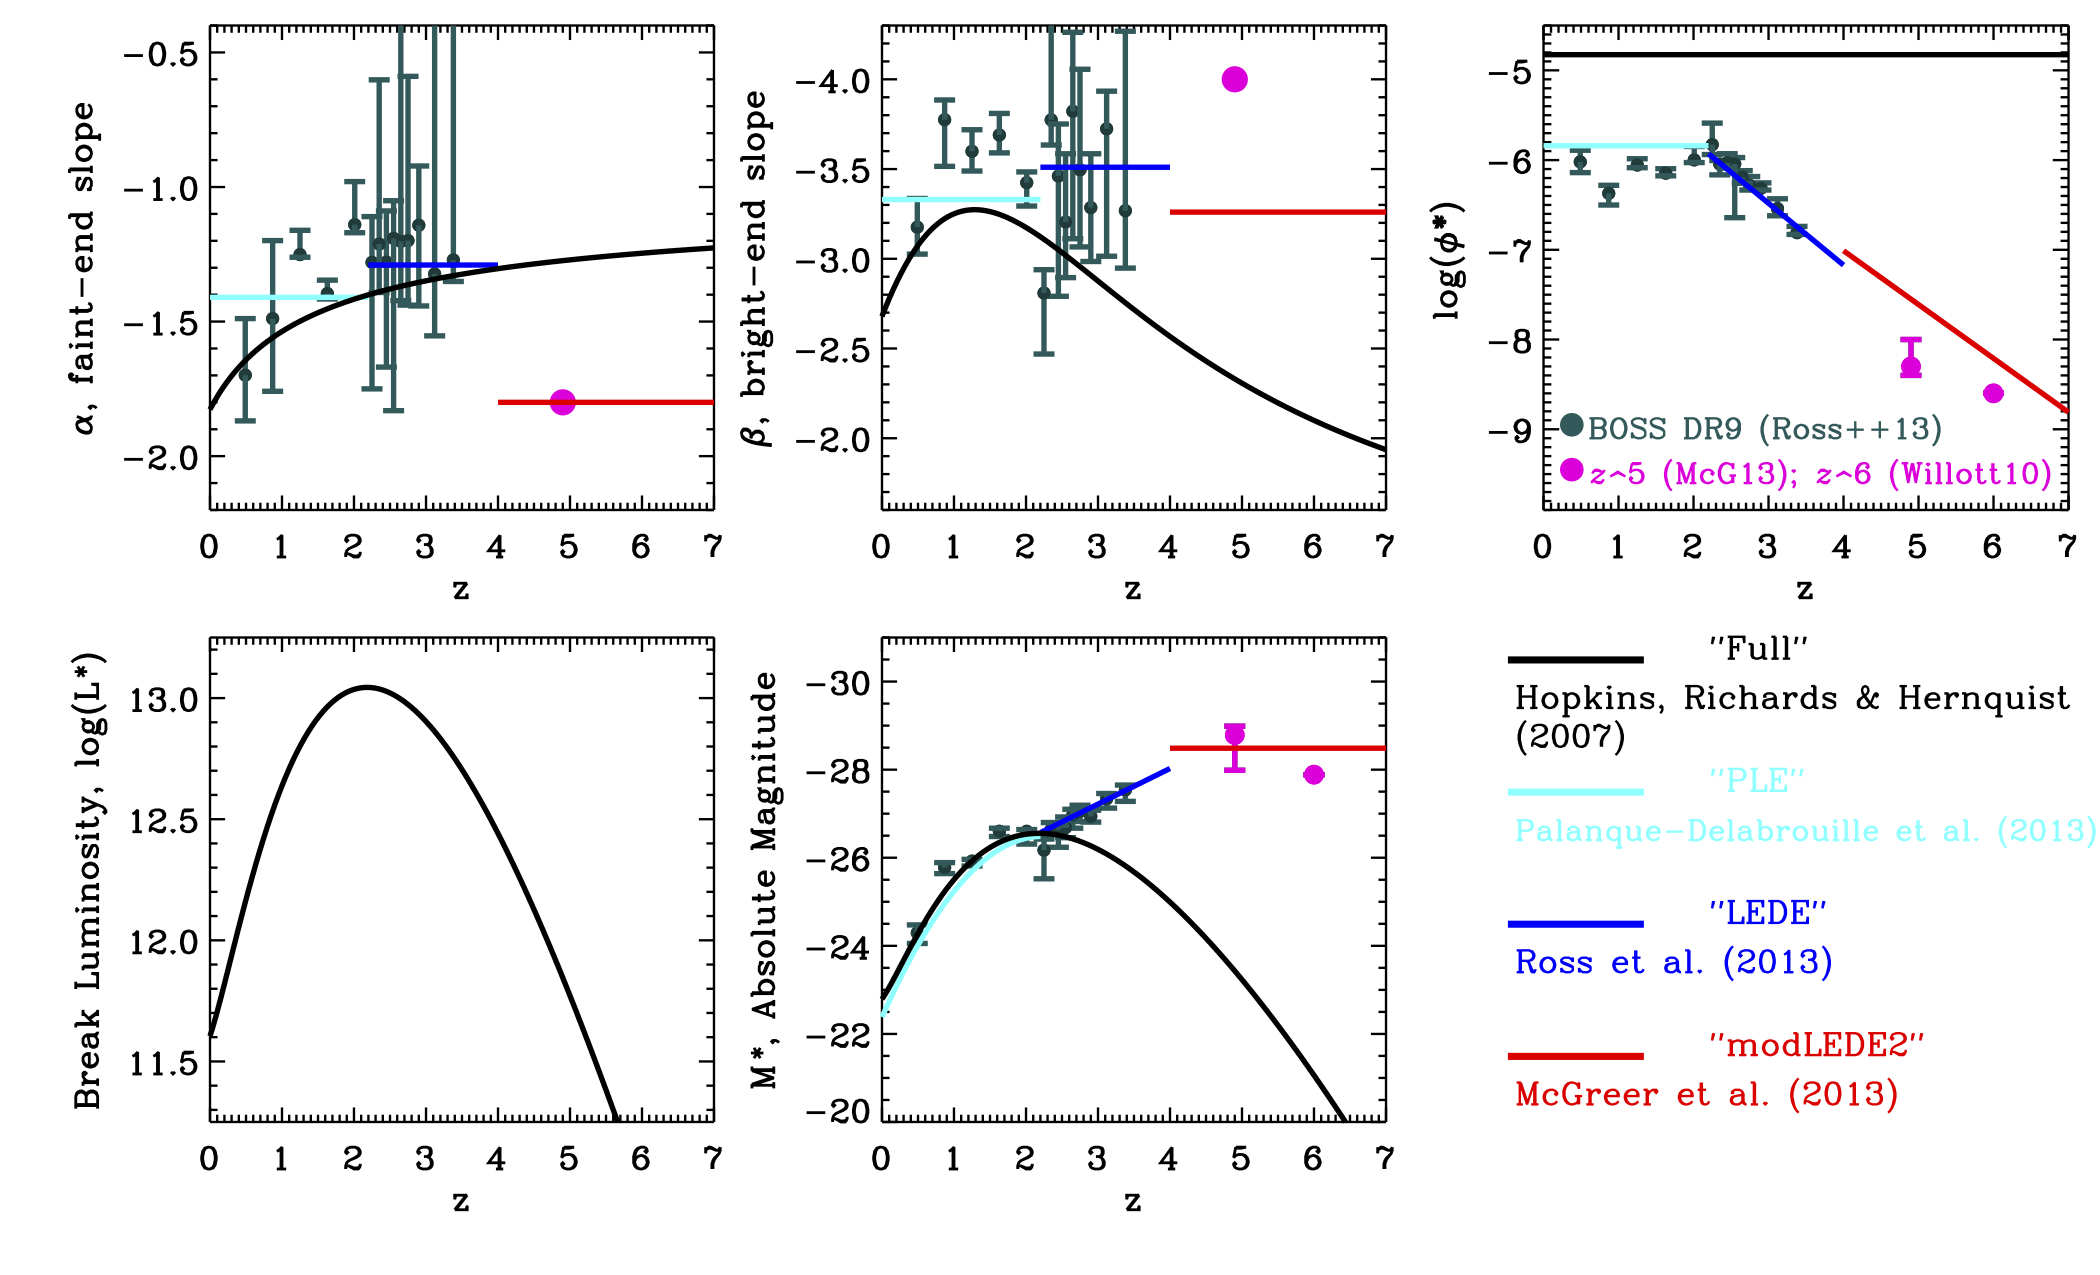 α, faint−end slope
−0.5
−1.0
−1.5
−2.0
0 1 2 3 4 5 6 7
z
β, bright−end slope
−4.0
−3.5
−3.0
−2.5
−2.0
0 1 2 3 4 5 6 7
z
log(ϕ*)
−5
−6
−7
−8
−9
BOSS DR9 (Ross++13)
z~5 (McG13); z~6 (Willott10)
0 1 2 3 4 5 6 7
z
Break Luminosity, log(L*)
13.0
12.5
12.0
11.5
0 1 2 3 4 5 6 7
z
M*, Absolute Magnitude
−30
−28
−26
−24
−22
−20
0 1 2 3 4 5 6 7
z
"Full"
Hopkins, Richards & Hernquist
(2007)
"PLE"
Palanque−Delabrouille et al. (2013)
"LEDE"
Ross et al. (2013)
"modLEDE2"
McGreer et al. (2013)